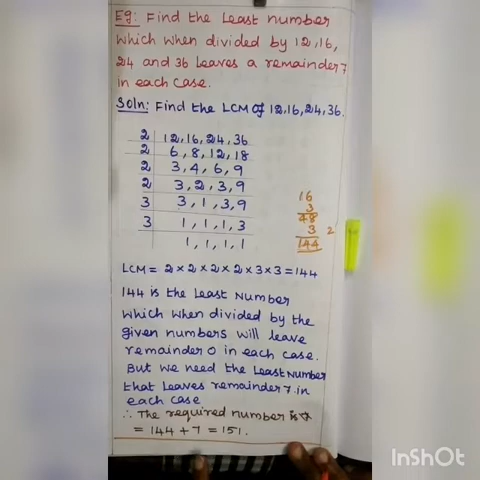 Eg: Find the Least number
which when divided by 12,16,
24 and 36 Leaves a remainder 7
in each case.
Soln: Find the LCM of 12,16,24,36.
2 12,16,24,36
2 6,8,12,18
2 3,4,6,9
2 3,2,3,9
3 3,1,3,9
3 1,1,1,3
1,1,1,1
16
3
48
3 2
144
LCM = 2×2×2×2×3×3=144
144 is the Least Number
which when divided by the
given numbers will leave
remainder 0 in each case.
But we need the Least Number
that leaves remainder 7 in
each case
∴ The required number is
= 144 + 7 = 151.
InShOt